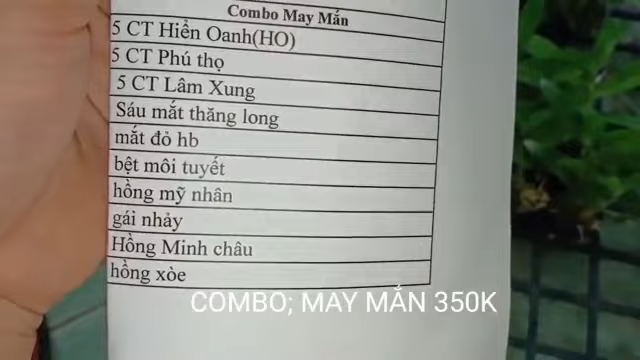 Combo May Mắn
5 CT Hiển Oanh(HO)
5 CT Phú thọ
5 CT Lâm Xung
Sáu mắt thăng long
mắt đỏ hb
bệt môi tuyết
hồng mỹ nhân
gái nhảy
Hồng Minh châu
hồng xòe
COMBO; MAY MẮN 350K